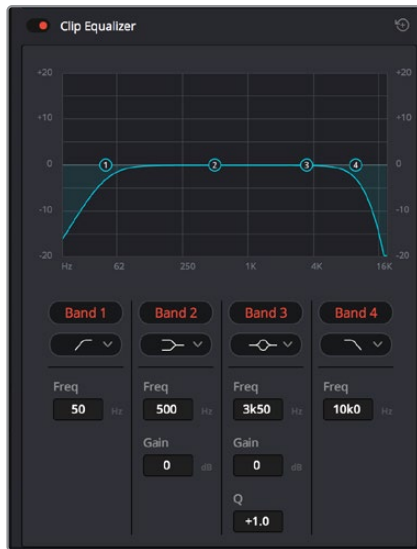 Clip Equalizer
+20 +20
+10 +10
0 1 2 3 4 0
-10 -10
-20 -20
Hz 62 250 1K 4K 16K
Band 1 Band 2 Band 3 Band 4
Freq Freq Freq Freq
50 Hz 500 Hz 3k50 Hz 10k0 Hz
Gain Gain
0 dB 0 dB
Q
+1.0